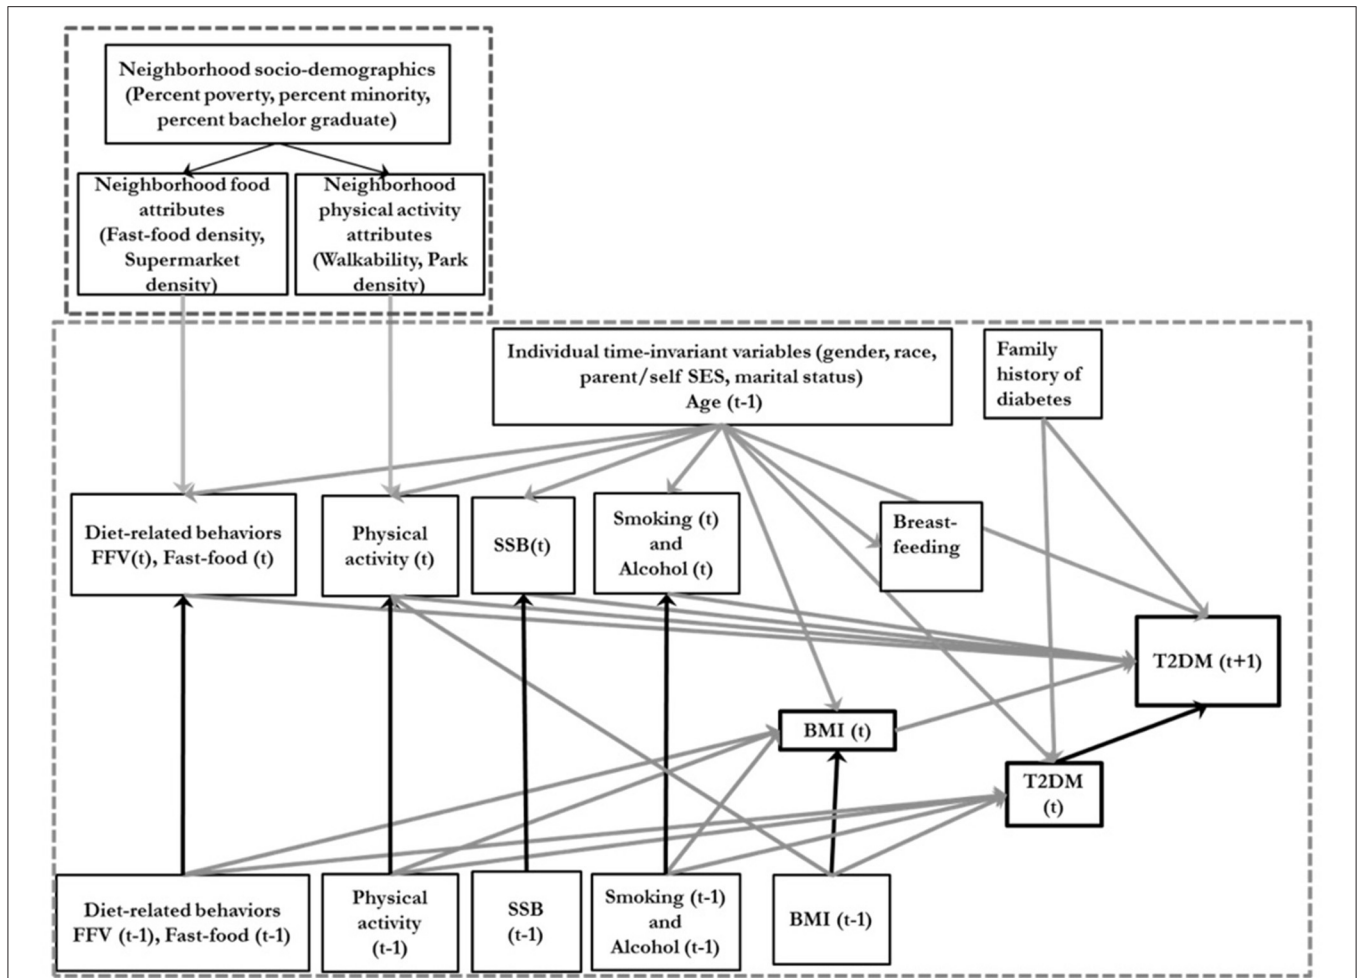 Neighborhood socio-demographics
(Percent poverty, percent minority,
percent bachelor graduate)
Neighborhood food
attributes
(Fast-food density,
Supermarket
density)
Neighborhood
physical activity
attributes
(Walkability, Park
density)
Individual time-invariant variables (gender, race,
parent/self SES, marital status)
Age (t-1)
Family
history of
diabetes
Diet-related behaviors
FFV(t), Fast-food (t)
Physical
activity (t)
SSB(t)
Smoking (t)
and
Alcohol (t)
Breast-
feeding
T2DM (t+1)
BMI (t)
T2DM
(t)
Diet-related behaviors
FFV (t-1), Fast-food (t-1)
Physical
activity
(t-1)
SSB
(t-1)
Smoking (t-1)
and
Alcohol (t-1)
BMI (t-1)